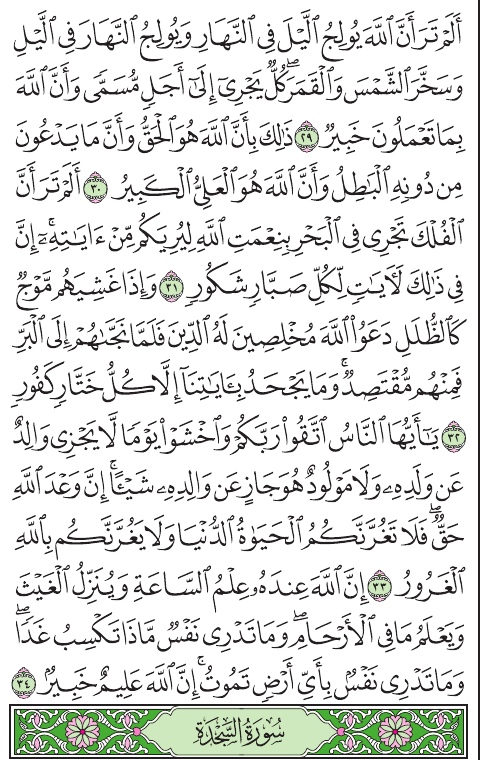 أَلَمۡ تَرَ أَنَّ ٱللَّهَ يُولِجُ ٱلَّيۡلَ فِي ٱلنَّهَارِ وَيُولِجُ ٱلنَّهَارَ فِي ٱلَّيۡلِ
وَسَخَّرَ ٱلشَّمۡسَ وَٱلۡقَمَرَۖ كُلّٞ يَجۡرِيٓ إِلَىٰٓ أَجَلٖ مُّسَمّٗى وَأَنَّ ٱللَّهَ
بِمَا تَعۡمَلُونَ خَبِيرٞ ٢٩ ذَٰلِكَ بِأَنَّ ٱللَّهَ هُوَ ٱلۡحَقُّ وَأَنَّ مَا يَدۡعُونَ
مِن دُونِهِ ٱلۡبَٰطِلُ وَأَنَّ ٱللَّهَ هُوَ ٱلۡعَلِيُّ ٱلۡكَبِيرُ ٣٠ أَلَمۡ تَرَ أَنَّ
ٱلۡفُلۡكَ تَجۡرِي فِي ٱلۡبَحۡرِ بِنِعۡمَتِ ٱللَّهِ لِيُرِيَكُم مِّنۡ ءَايَٰتِهِۦٓۚ إِنَّ
فِي ذَٰلِكَ لَأٓيَٰتٖ لِّكُلِّ صَبَّارٖ شَكُورٖ ٣١ وَإِذَا غَشِيَهُم مَّوۡجٞ
كَٱلظُّلَلِ دَعَوُاْ ٱللَّهَ مُخۡلِصِينَ لَهُ ٱلدِّينَ فَلَمَّا نَجَّىٰهُمۡ إِلَى ٱلۡبَرِّ
فَمِنۡهُم مُّقۡتَصِدٞۚ وَمَا يَجۡحَدُ بِـَٔايَٰتِنَآ إِلَّا كُلُّ خَتَّارٖ كَفُورٖ
٣٢ يَٰٓأَيُّهَا ٱلنَّاسُ ٱتَّقُواْ رَبَّكُمۡ وَٱخۡشَوۡاْ يَوۡمٗا لَّا يَجۡزِي وَالِدٌ
عَن وَلَدِهِۦ وَلَا مَوۡلُودٌ هُوَ جَازٍ عَن وَالِدِهِۦ شَيۡـًٔاۚ إِنَّ وَعۡدَ ٱللَّهِ
حَقّٞۖ فَلَا تَغُرَّنَّكُمُ ٱلۡحَيَوٰةُ ٱلدُّنۡيَا وَلَا يَغُرَّنَّكُم بِٱللَّهِ
ٱلۡغَرُورُ ٣٣ إِنَّ ٱللَّهَ عِندَهُۥ عِلۡمُ ٱلسَّاعَةِ وَيُنَزِّلُ ٱلۡغَيۡثَ
وَيَعۡلَمُ مَا فِي ٱلۡأَرۡحَامِۖ وَمَا تَدۡرِي نَفۡسٞ مَّاذَا تَكۡسِبُ غَدٗاۖ
وَمَا تَدۡرِي نَفۡسُۢ بِأَيِّ أَرۡضٖ تَمُوتُۚ إِنَّ ٱللَّهَ عَلِيمٌ خَبِيرُۢ ٣٤
سُورَةُ السَّجْدَةِ